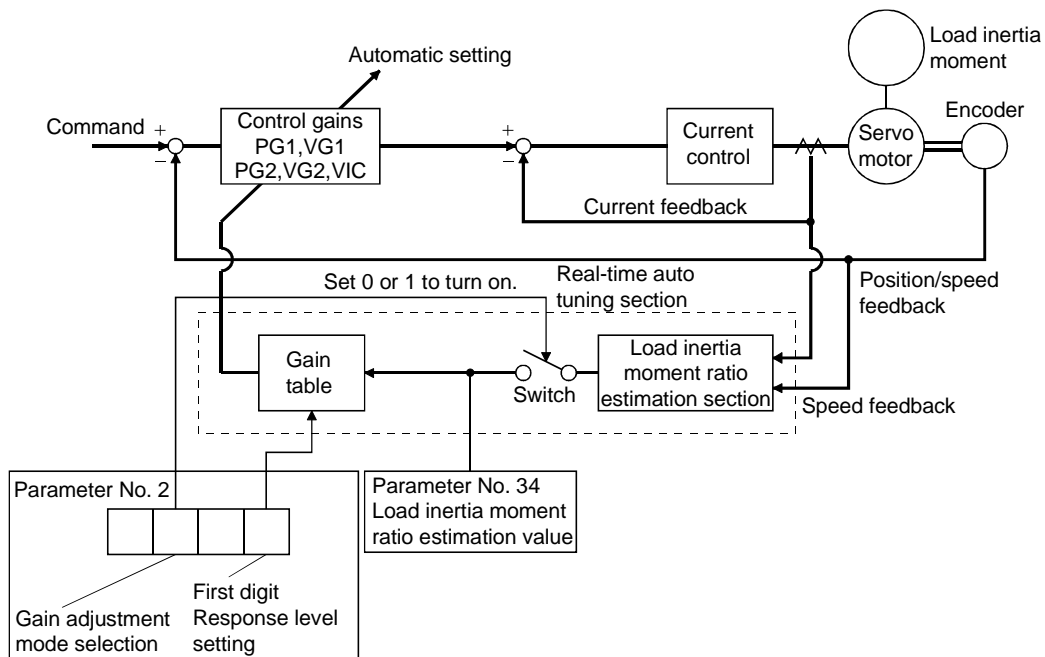 Automatic setting
Load inertia
moment
Command
+
−
Control gains
PG1,VG1
PG2,VG2,VIC
+
−
Current
control
Servo
motor
Encoder
Current feedback
Set 0 or 1 to turn on.
Real-time auto
tuning section
Position/speed
feedback
Gain
table
Switch
Load inertia
moment ratio
estimation section
Speed feedback
Parameter No. 2
Parameter No. 34
Load inertia moment
ratio estimation value
Gain adjustment
mode selection
First digit
Response level
setting